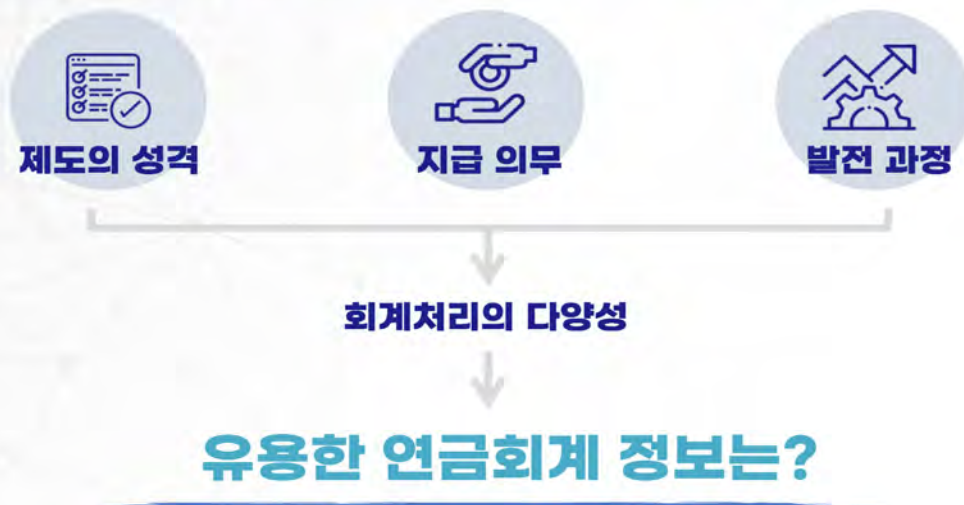 제도의 성격
지급 의무
발전 과정
회계처리의 다양성
유용한 연금회계 정보는?